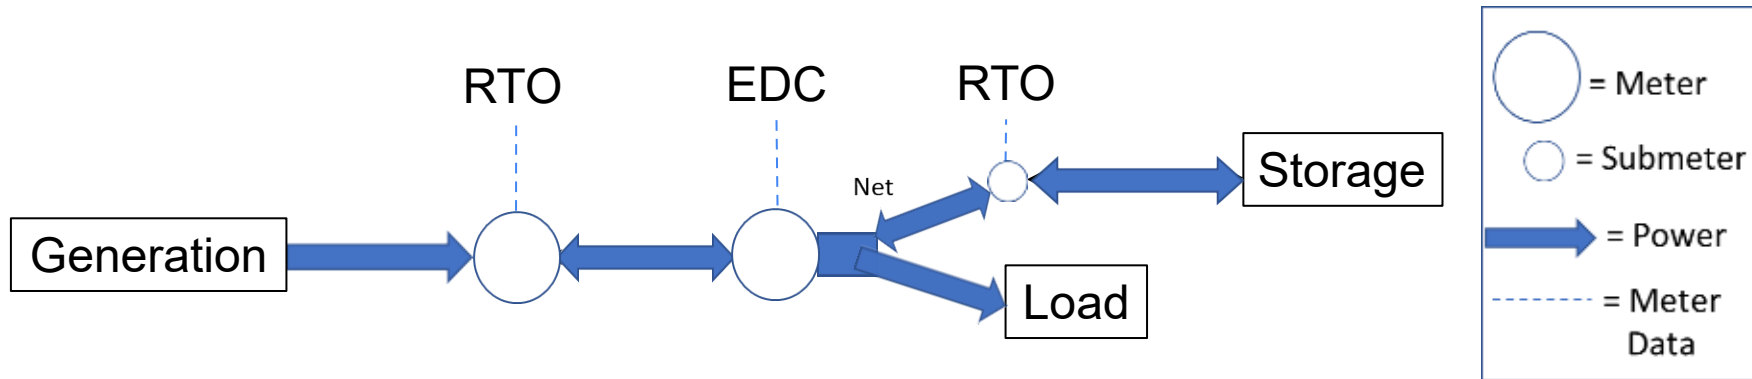 RTO
EDC
RTO
Net
Generation
Storage
Load
= Meter
= Submeter
= Power
= Meter
Data